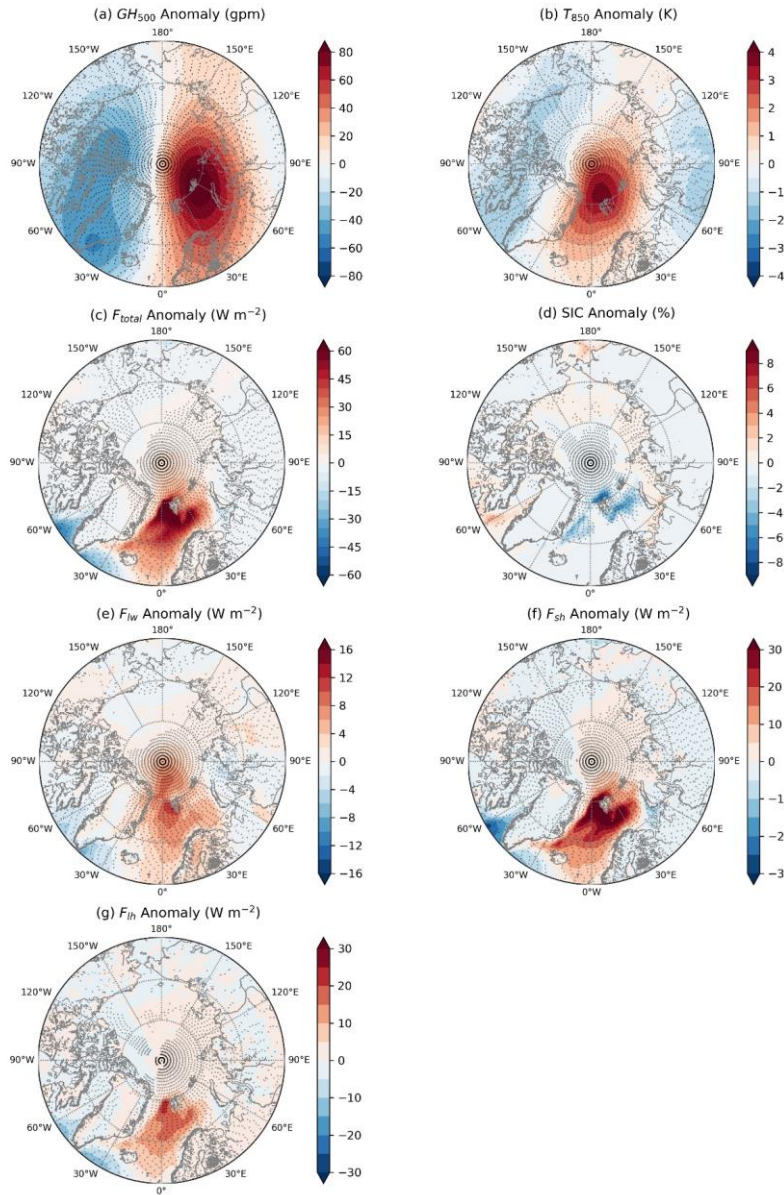 (a) GH500 Anomaly (gpm)
180°
150°W 150°E
120°W 120°E
90°W 90°E
60°W 60°E
30°W 30°E
0°
80
60
40
20
0
−20
−40
−60
−80
(b) T850 Anomaly (K)
180°
150°W 150°E
120°W 120°E
90°W 90°E
60°W 60°E
30°W 30°E
0°
4
3
2
1
0
−1
−2
−3
−4
(c) Ftotal Anomaly (W m−2)
180°
150°W 150°E
120°W 120°E
90°W 90°E
60°W 60°E
30°W 30°E
0°
60
45
30
15
0
−15
−30
−45
−60
(d) SIC Anomaly (%)
180°
150°W 150°E
120°W 120°E
90°W 90°E
60°W 60°E
30°W 30°E
0°
8
6
4
2
0
−2
−4
−6
−8
(e) Flw Anomaly (W m−2)
180°
150°W 150°E
120°W 120°E
90°W 90°E
60°W 60°E
30°W 30°E
0°
16
12
8
4
0
−4
−8
−12
−16
(f) Fsh Anomaly (W m−2)
180°
150°W 150°E
120°W 120°E
90°W 90°E
60°W 60°E
30°W 30°E
0°W
30
20
10
0
−1
−2
−3
(g) Flh Anomaly (W m−2)
180°
150°W 150°E
120°W 120°E
90°W 90°E
60°W 60°E
30°W 30°E
0°
30
20
10
0
−10
−20
−30